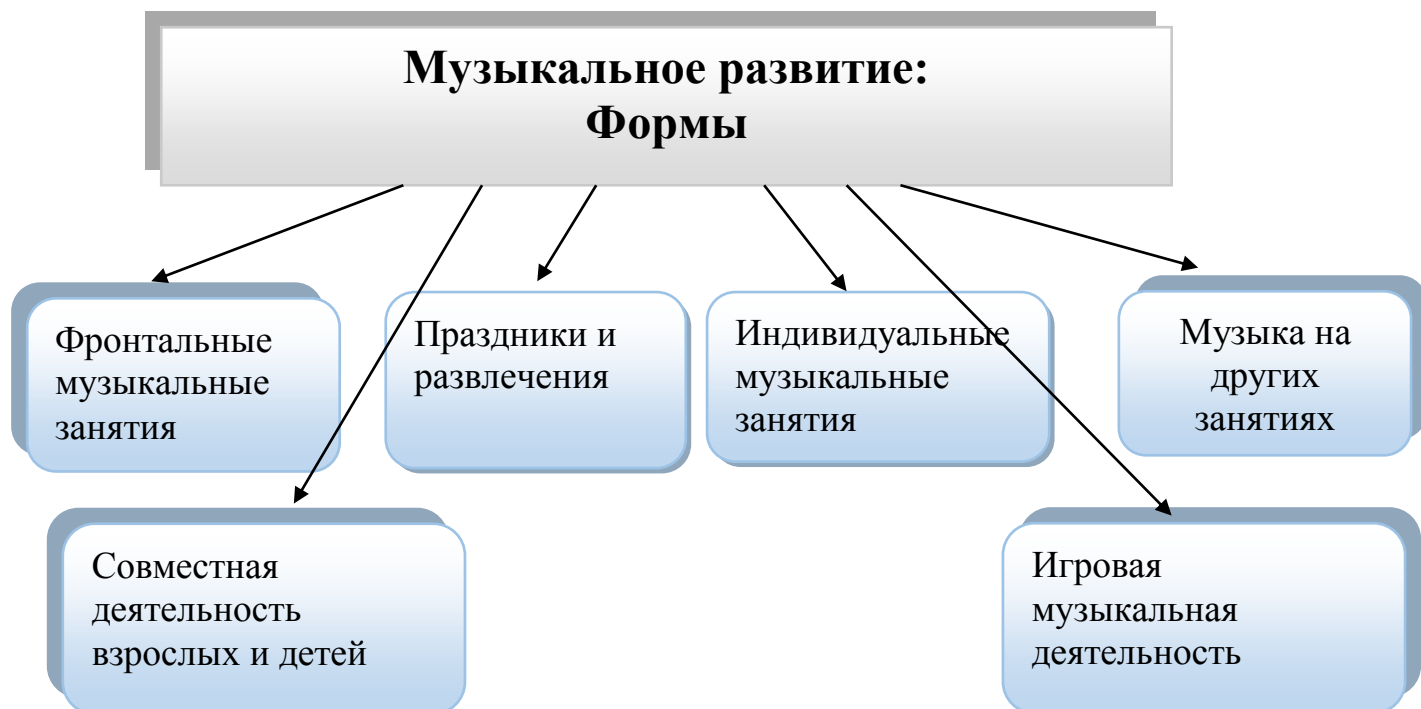 Музыкальное развитие:
Формы
Фронтальные
музыкальные
занятия
Праздники и
развлечения
Индивидуальные
музыкальные
занятия
Музыка на
других
занятиях
Совместная
деятельность
взрослых и детей
Игровая
музыкальная
деятельность